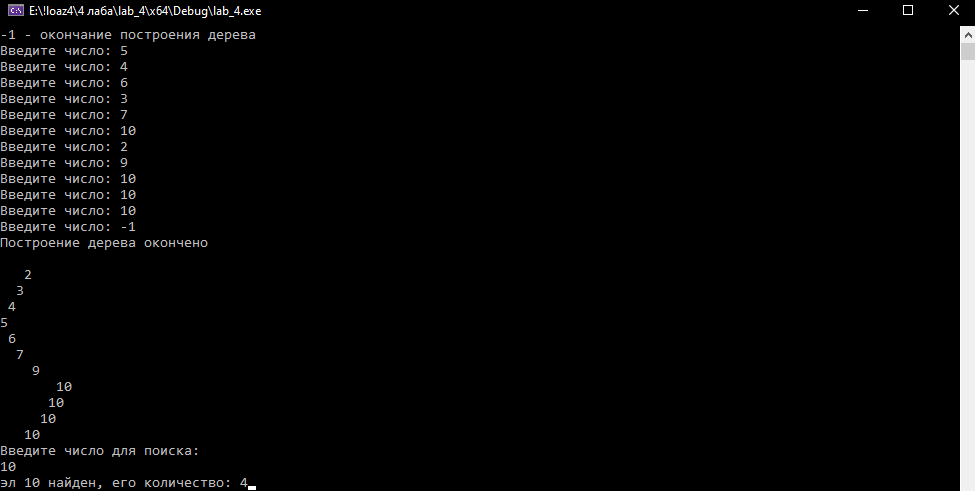 E:\!loaz4\4 лаба\lab_4\x64\Debug\lab_4.exe
-1 - окончание построения дерева
Введите число: 5
Введите число: 4
Введите число: 6
Введите число: 3
Введите число: 7
Введите число: 10
Введите число: 2
Введите число: 9
Введите число: 10
Введите число: 10
Введите число: 10
Введите число: -1
Построение дерева окончено
2
3
4
5
6
7
9
10
10
10
10
Введите число для поиска:
10
эл 10 найден, его количество: 4